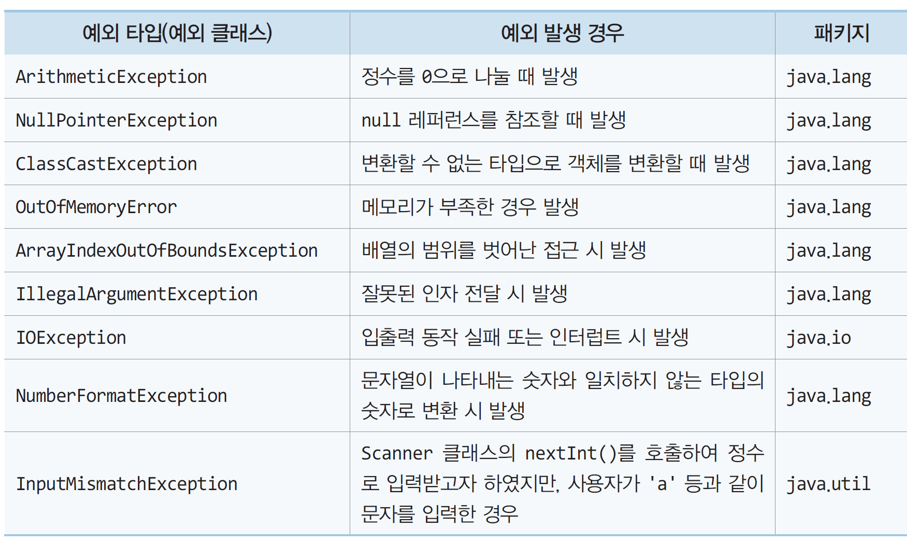 예외 타입(예외 클래스) 예외 발생 경우 패키지
ArithmeticException 정수를 0으로 나눌 때 발생 java.lang
NullPointerException null 레퍼런스를 참조할 때 발생 java.lang
ClassCastException 변환할 수 없는 타입으로 객체를 변환할 때 발생 java.lang
OutOfMemoryError 메모리가 부족한 경우 발생 java.lang
ArrayIndexOutOfBoundsException 배열의 범위를 벗어난 접근 시 발생 java.lang
IllegalArgumentException 잘못된 인자 전달 시 발생 java.lang
IOException 입출력 동작 실패 또는 인터럽트 시 발생 java.io
NumberFormatException 문자열이 나타내는 숫자와 일치하지 않는 타입의
숫자로 변환 시 발생 java.lang
InputMismatchException Scanner 클래스의 nextInt()를 호출하여 정수
로 입력받고자 하였지만, 사용자가 'a' 등과 같이
문자를 입력한 경우 java.util